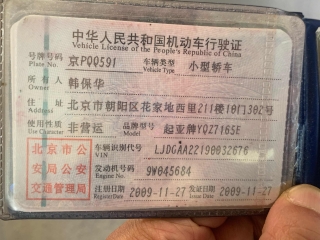 中华人民共和国机动车行驶证
Vehicle License of the People's Republic of China
号牌号码 京PQQ591 车辆类型 小型轿车
Plate No. Vehicle Type
所有人 韩保华
Owner
住址 北京市朝阳区花家地西里211楼10门302号
Address
使用性质 非营运 品牌型号 起亚牌YQZ7165E
Use Character Model
北京市公安局公安交通管理局
车辆识别代号 LJDGAA22190032676
VIN
发动机号码 9W045684
Engine No.
注册日期 2009-11-27 发证日期 2009-11-27
Register Date Issue Date